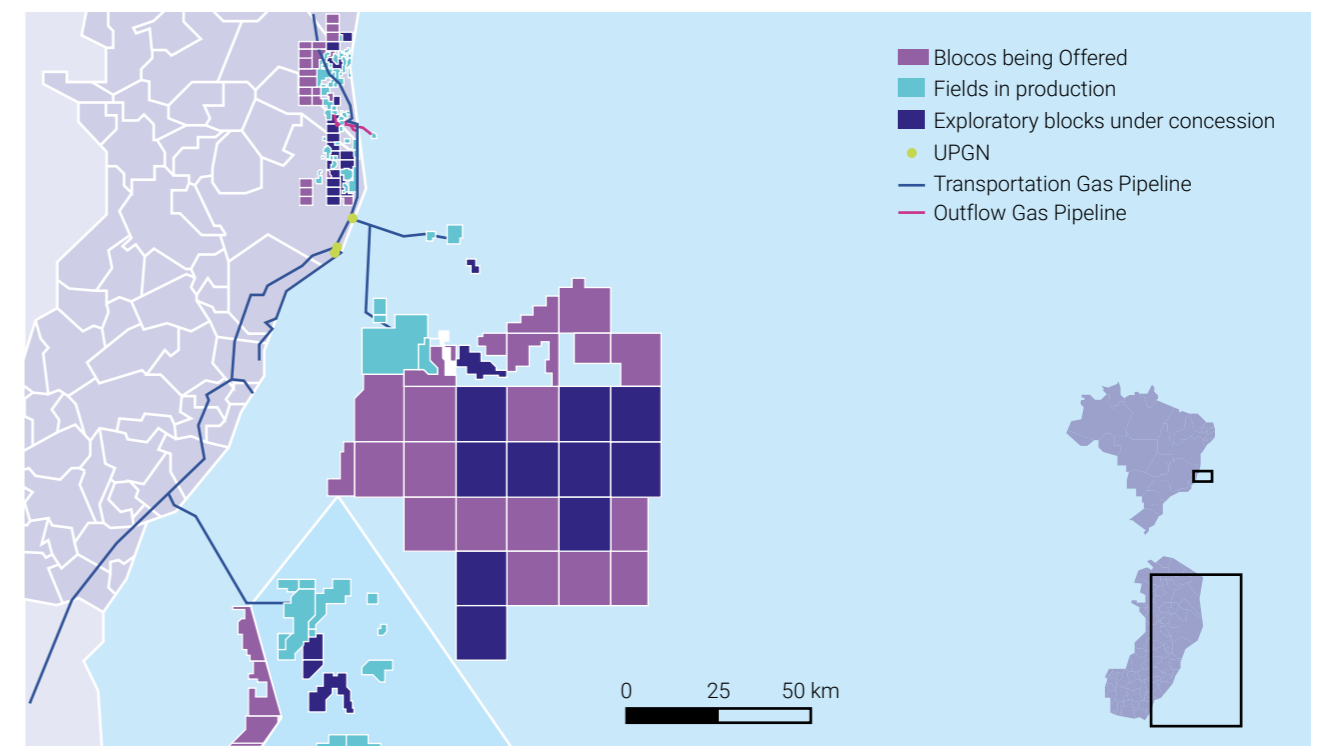 Blocos being Offered
Fields in production
Exploratory blocks under concession
UPGN
Transportation Gas Pipeline
Outflow Gas Pipeline
0 25 50 km